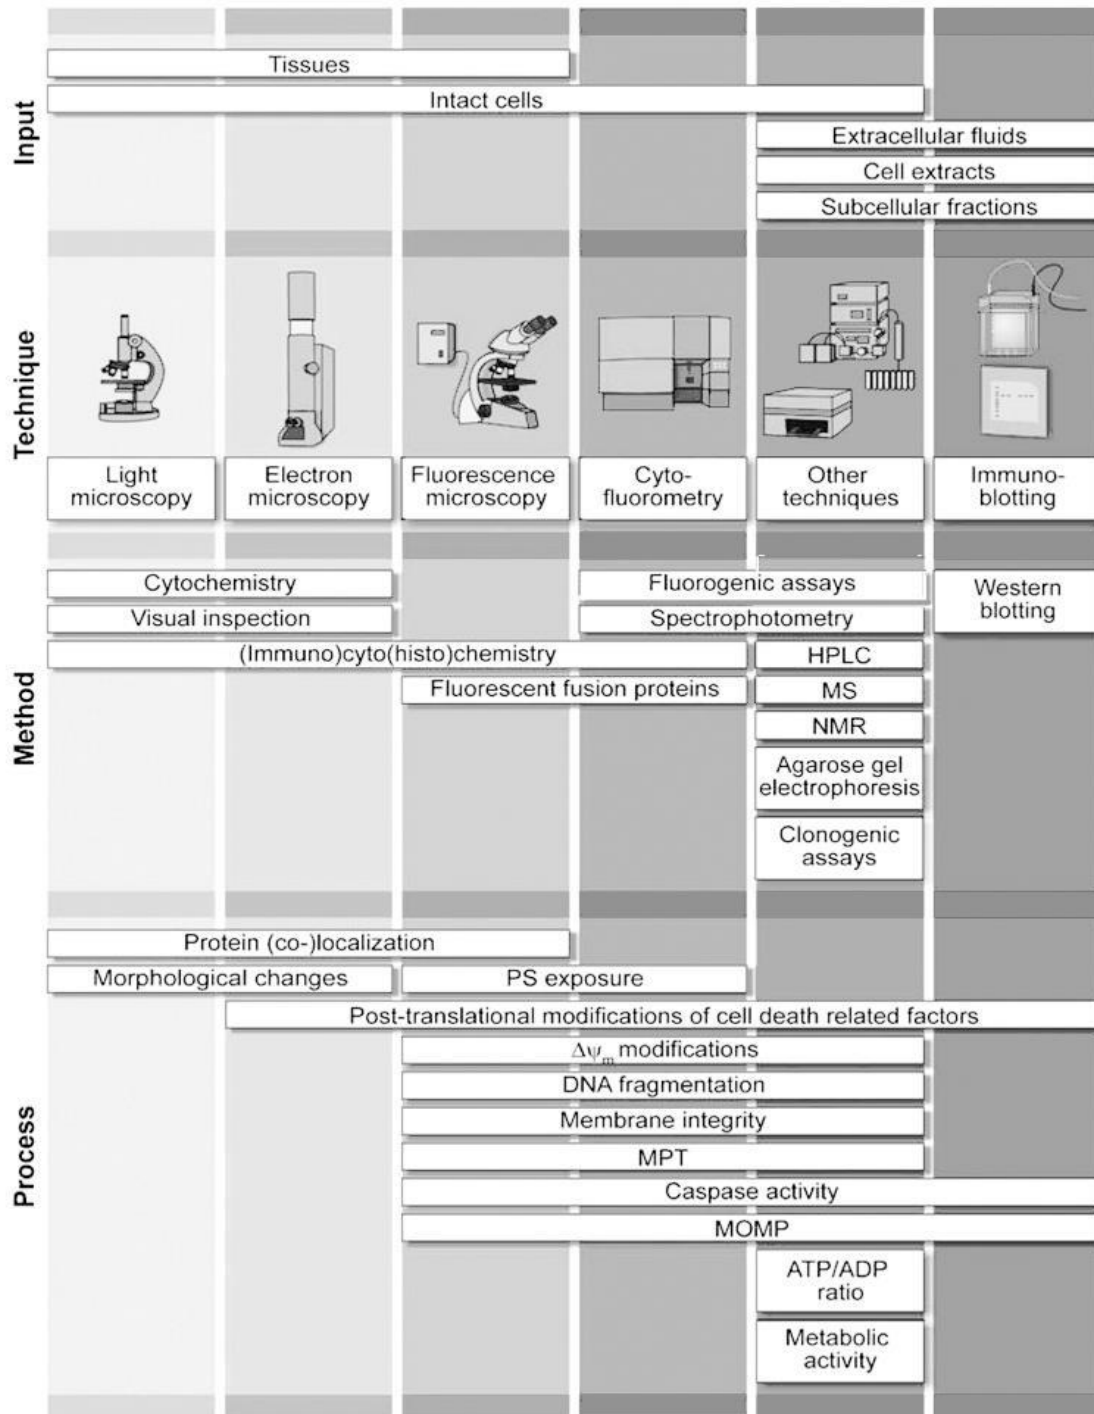 Input
Tissues
Intact cells
Extracellular fluids
Cell extracts
Subcellular fractions
Technique
Light
microscopy
Electron
microscopy
Fluorescence
microscopy
Cyto-
fluorometry
Other
techniques
Immuno-
blotting
Method
Cytochemistry
Fluorogenic assays
Western
blotting
Visual inspection
Spectrophotometry
(Immuno)cyto(histo)chemistry
HPLC
Fluorescent fusion proteins
MS
NMR
Agarose gel
electrophoresis
Clonogenic
assays
Process
Protein (co-)localization
Morphological changes
PS exposure
Post-translational modifications of cell death related factors
Δψm modifications
DNA fragmentation
Membrane integrity
MPT
Caspase activity
MOMP
ATP/ADP
ratio
Metabolic
activity